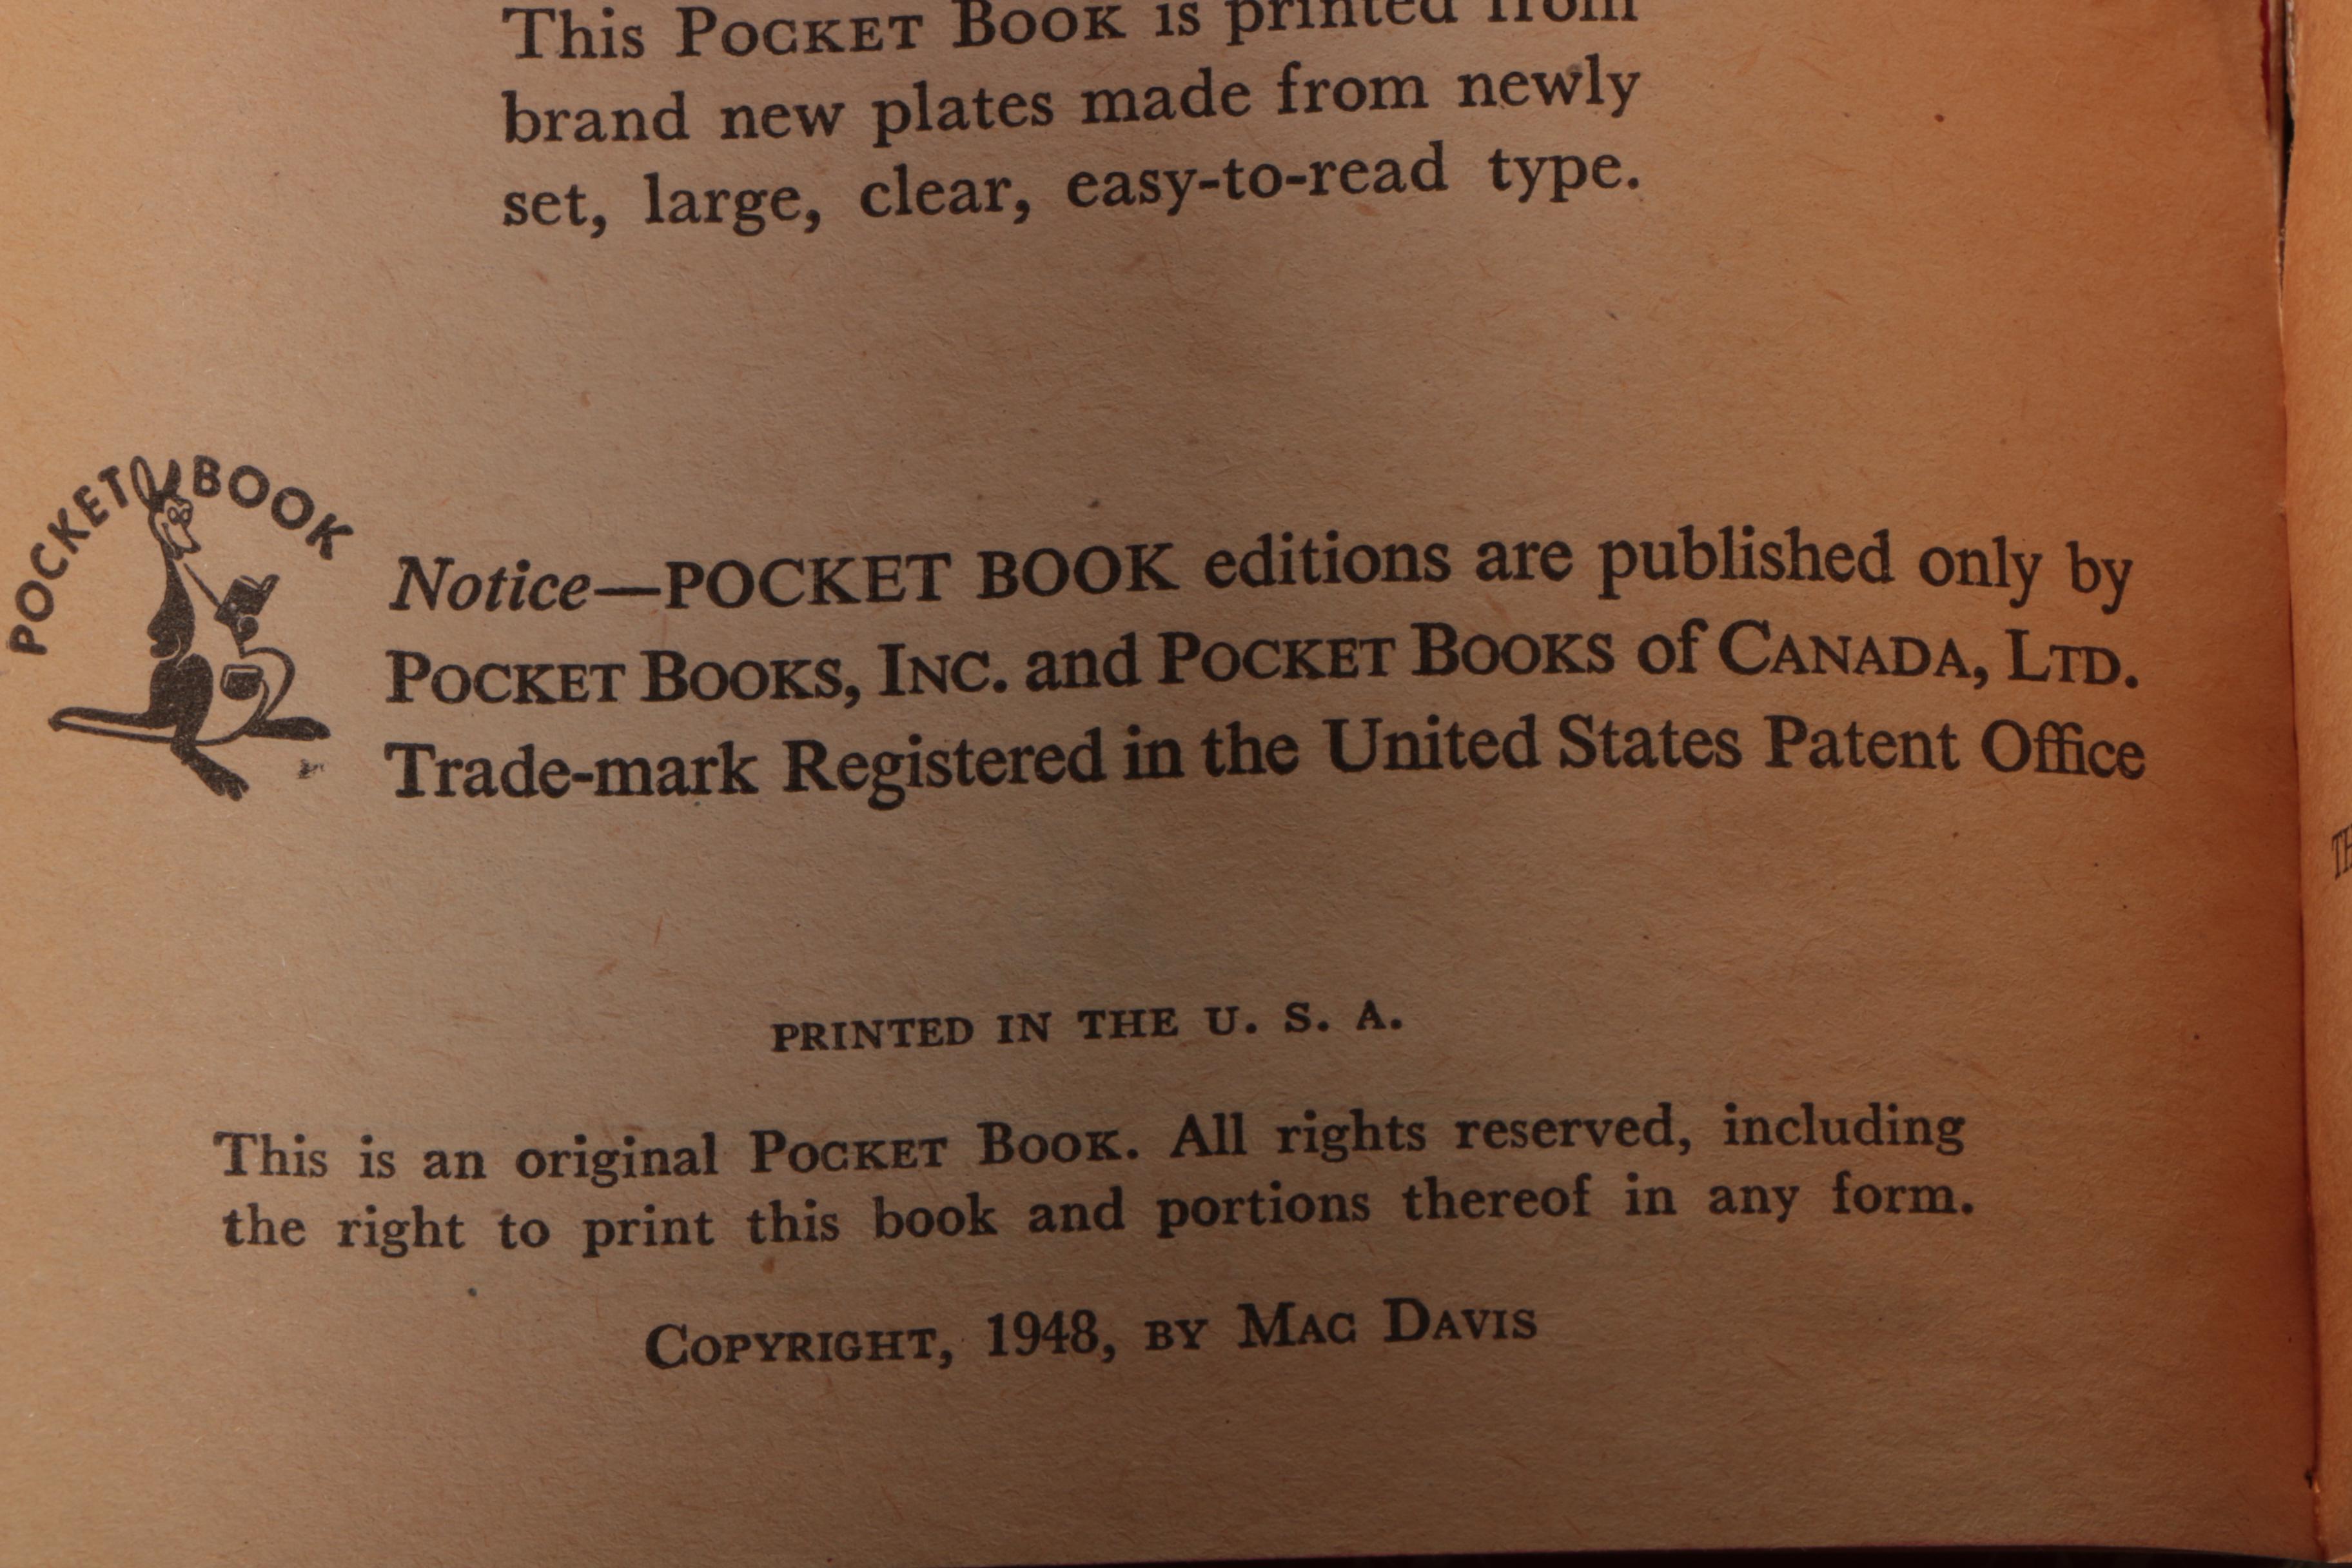 This POCKET BOOK is printed from
brand new plates made from newly
set, large, clear, easy-to-read type.
POCKET BOOK
Notice—POCKET BOOK editions are published only by
POCKET BOOKS, INC. and POCKET BOOKS of CANADA, LTD.
Trade-mark Registered in the United States Patent Office
PRINTED IN THE U. S. A.
This is an original POCKET BOOK. All rights reserved, including
the right to print this book and portions thereof in any form.
COPYRIGHT, 1948, BY MAC DAVIS